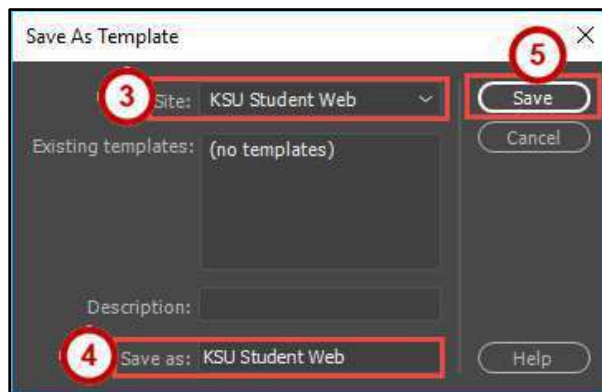 Save As Template
5
3 Site: KSU Student Web Save
Existing templates: (no templates) Cancel
Description:
4 Save as: KSU Student Web Help